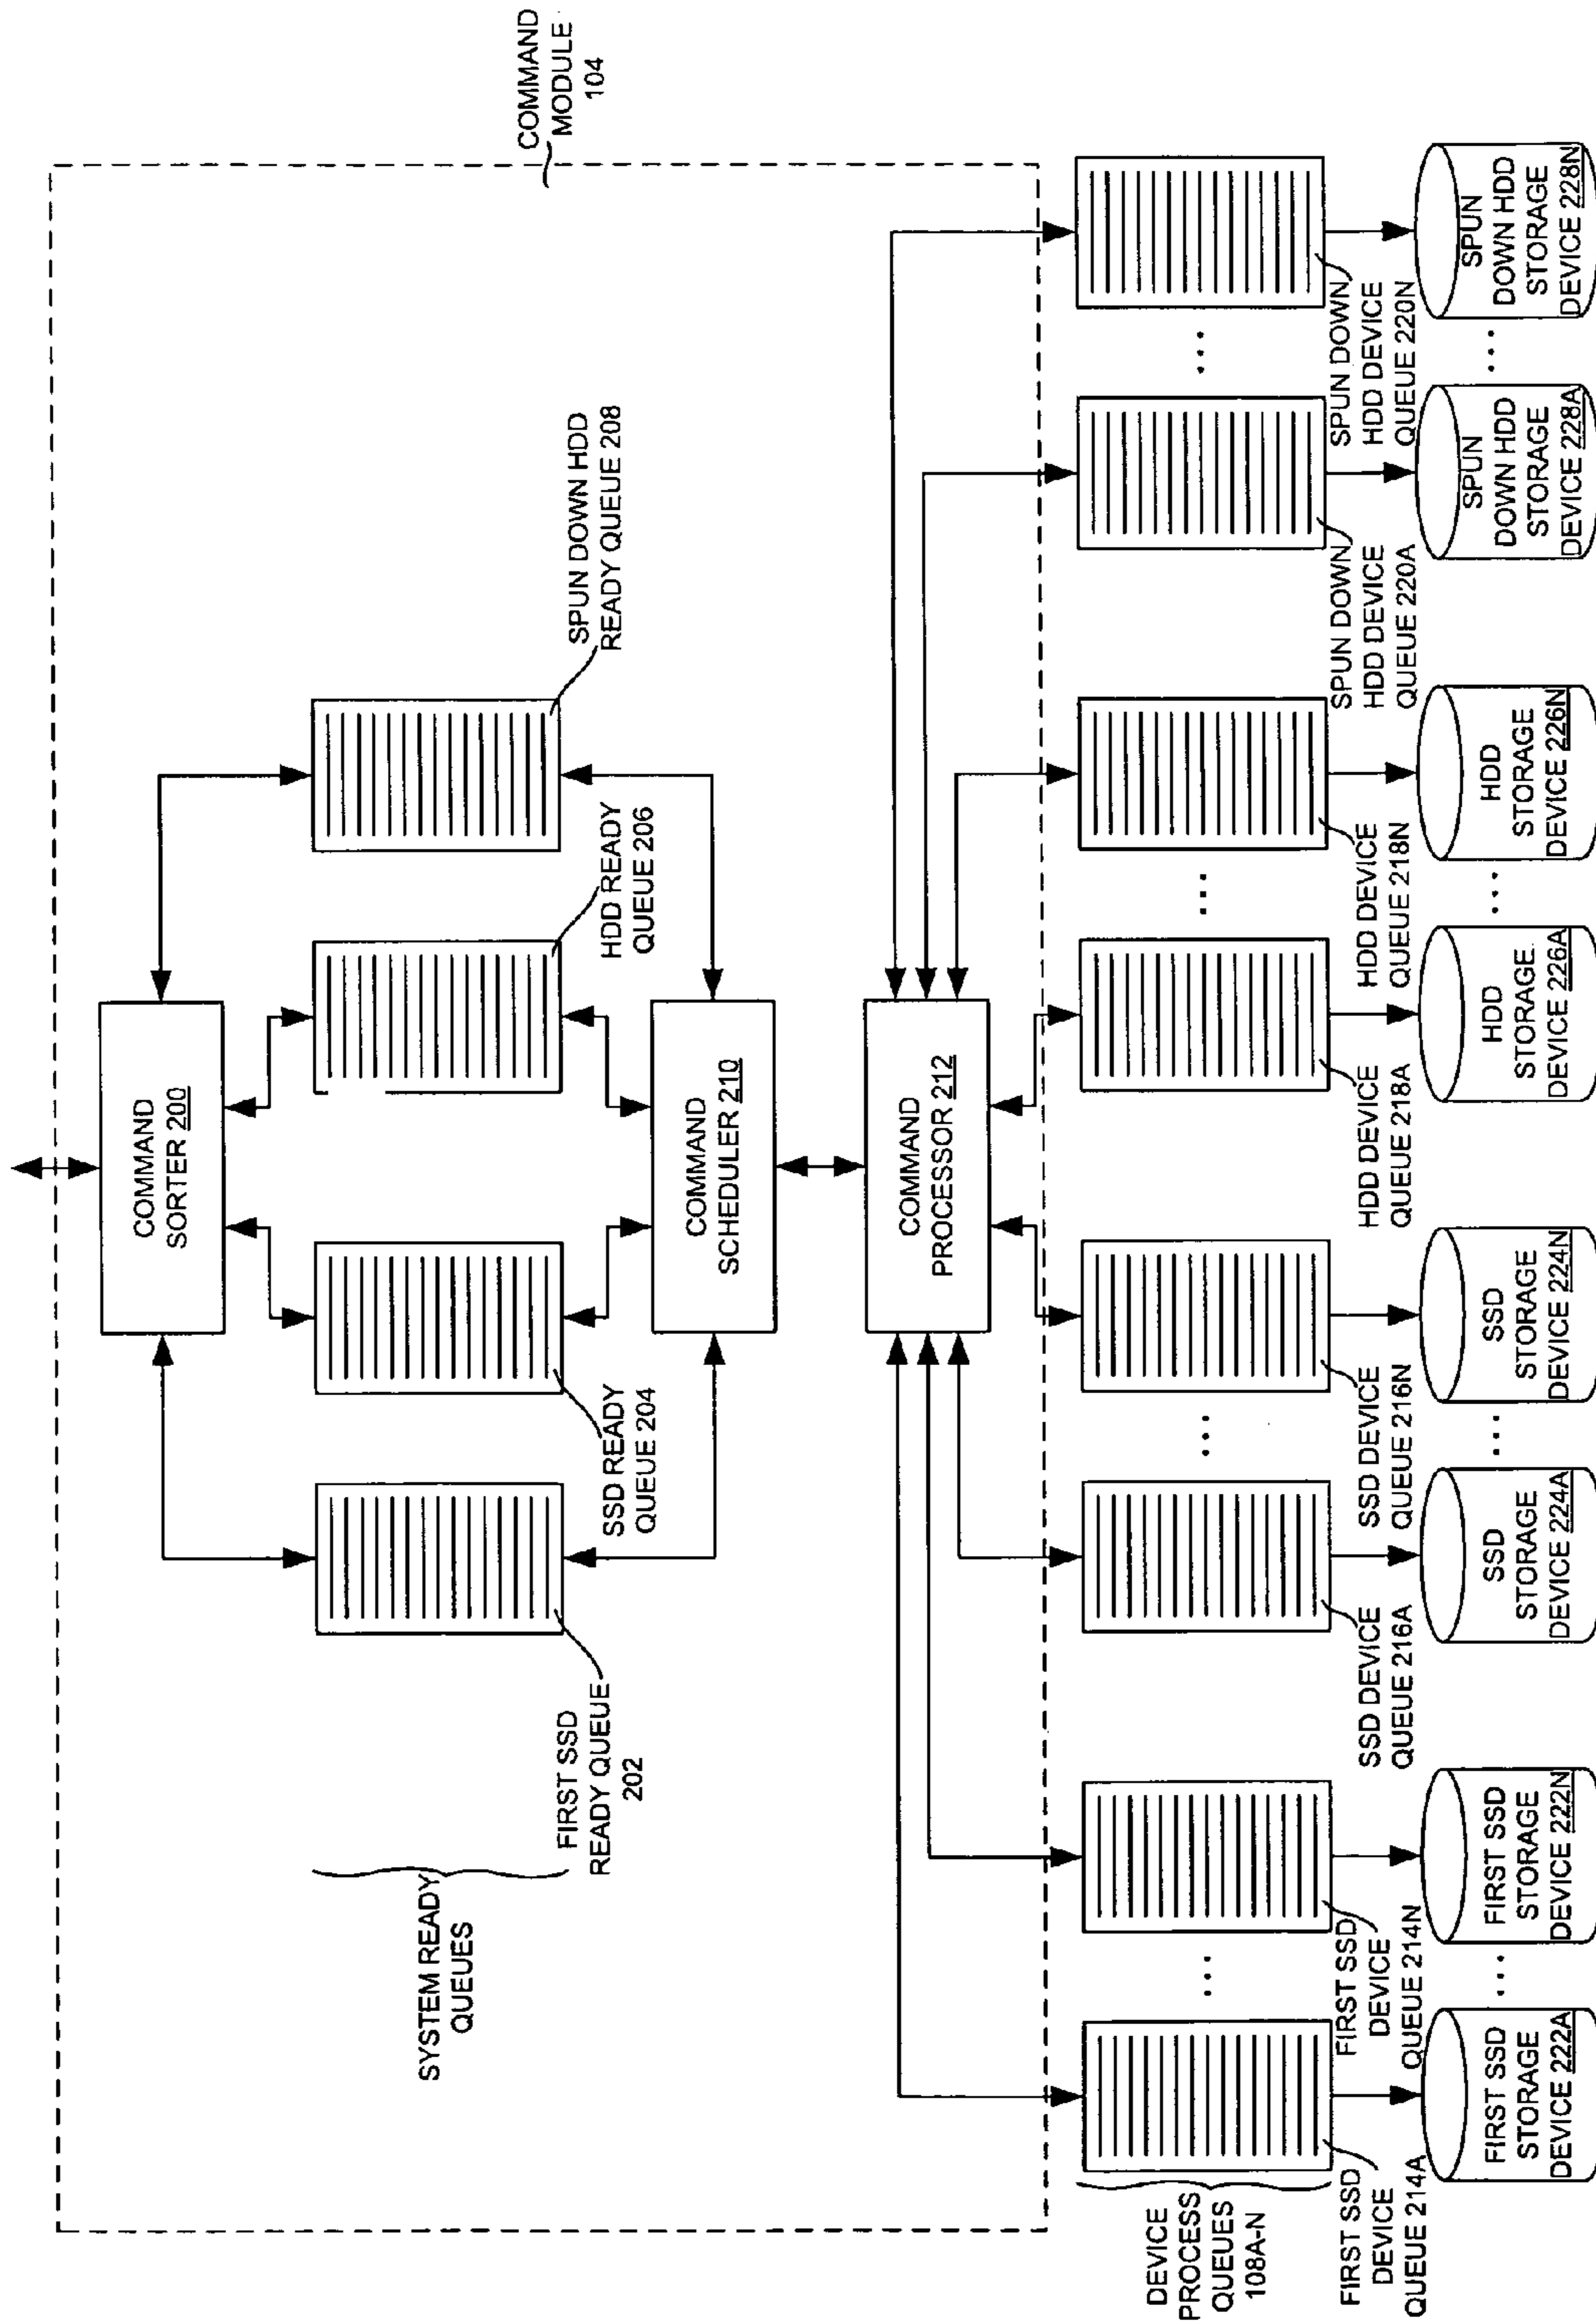 COMMAND
MODULE
104
COMMAND
SORTER 200
SYSTEM READY
QUEUES
FIRST SSD
READY QUEUE
202
SSD READY
QUEUE 204
HDD READY
QUEUE 206
SPUN DOWN HDD
READY QUEUE 208
COMMAND
SCHEDULER 210
COMMAND
PROCESSOR 212
DEVICE
PROCESS
QUEUES
108A-N
...
...
...
...
FIRST SSD
DEVICE
QUEUE 214A
FIRST SSD
DEVICE
QUEUE 214N
SSD DEVICE
QUEUE 216A
SSD DEVICE
QUEUE 216N
HDD DEVICE
QUEUE 218A
HDD DEVICE
QUEUE 218N
SPUN DOWN
HDD DEVICE
QUEUE 220A
SPUN DOWN
HDD DEVICE
QUEUE 220N
FIRST SSD
STORAGE
DEVICE 222A
...
FIRST SSD
STORAGE
DEVICE 222N
SSD
STORAGE
DEVICE 224A
...
SSD
STORAGE
DEVICE 224N
HDD
STORAGE
DEVICE 226A
...
HDD
STORAGE
DEVICE 226N
SPUN
DOWN HDD
STORAGE
DEVICE 228A
...
SPUN
DOWN HDD
STORAGE
DEVICE 228N